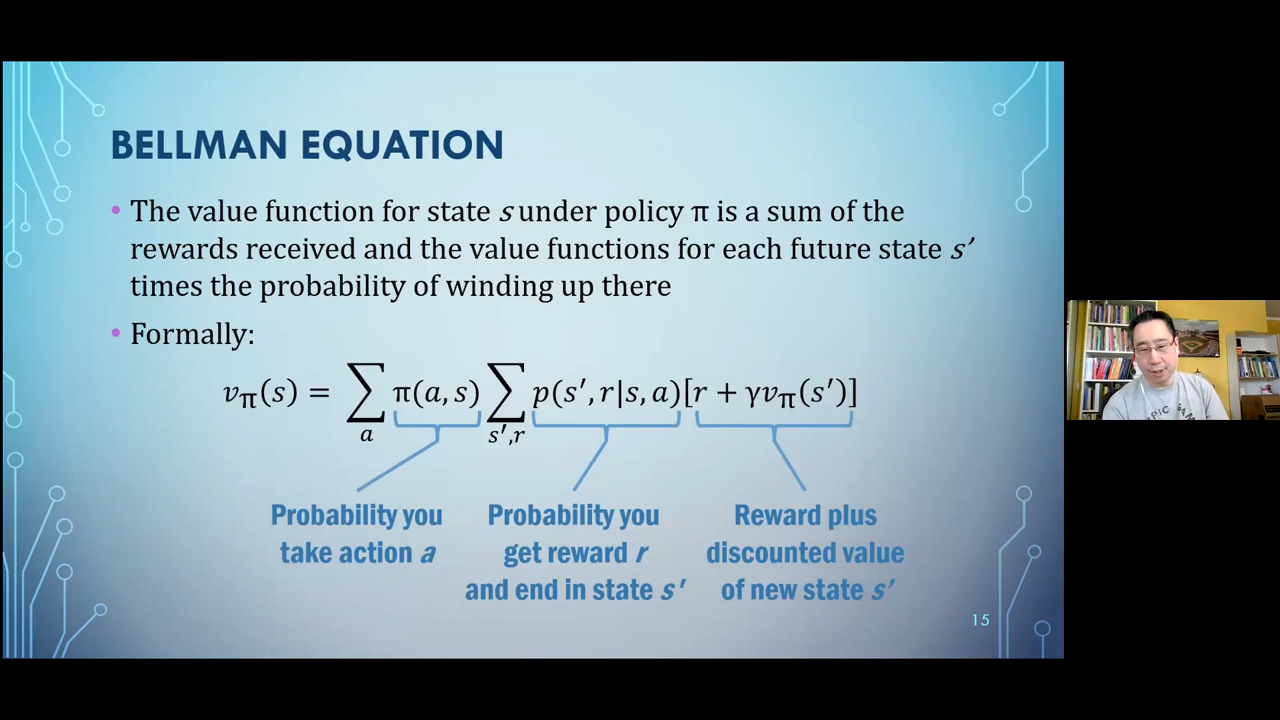 BELLMAN EQUATION
• The value function for state s under policy π is a sum of the
rewards received and the value functions for each future state s′
times the probability of winding up there
• Formally:
v_π(s) = ∑_a π(a, s) ∑_{s′,r} p(s′, r|s, a)[r + γv_π(s′)]
Probability you
take action a
Probability you
get reward r
and end in state s′
Reward plus
discounted value
of new state s′
15